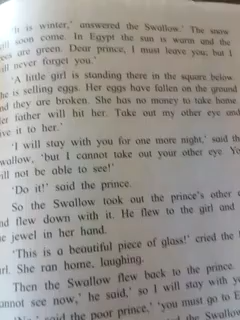 'It is winter,' answered the Swallow.' The snow
will soon come. In Egypt the sun is warm and the
trees are green. Dear prince, I must leave you, but I
will never forget you.'
'A little girl is standing there in the square below.
She is selling eggs. Her eggs have fallen on the ground
and they are broken. She has no money to take home.
Her father will hit her. Take out my other eye and
give it to her.'
'I will stay with you for one more night,' said the
Swallow, 'but I cannot take out your other eye. You
will not be able to see!'
'Do it!' said the prince.
So the Swallow took out the prince's other
and flew down with it. He flew to the girl and
the jewel in her hand.
'This is a beautiful piece of glass!' cried the
girl. She ran home, laughing.
Then the Swallow flew back to the prince.
cannot see now,' he said,' so I will stay with yo
'No,' said the poor prince,' 'you must go to E
the Swallow.